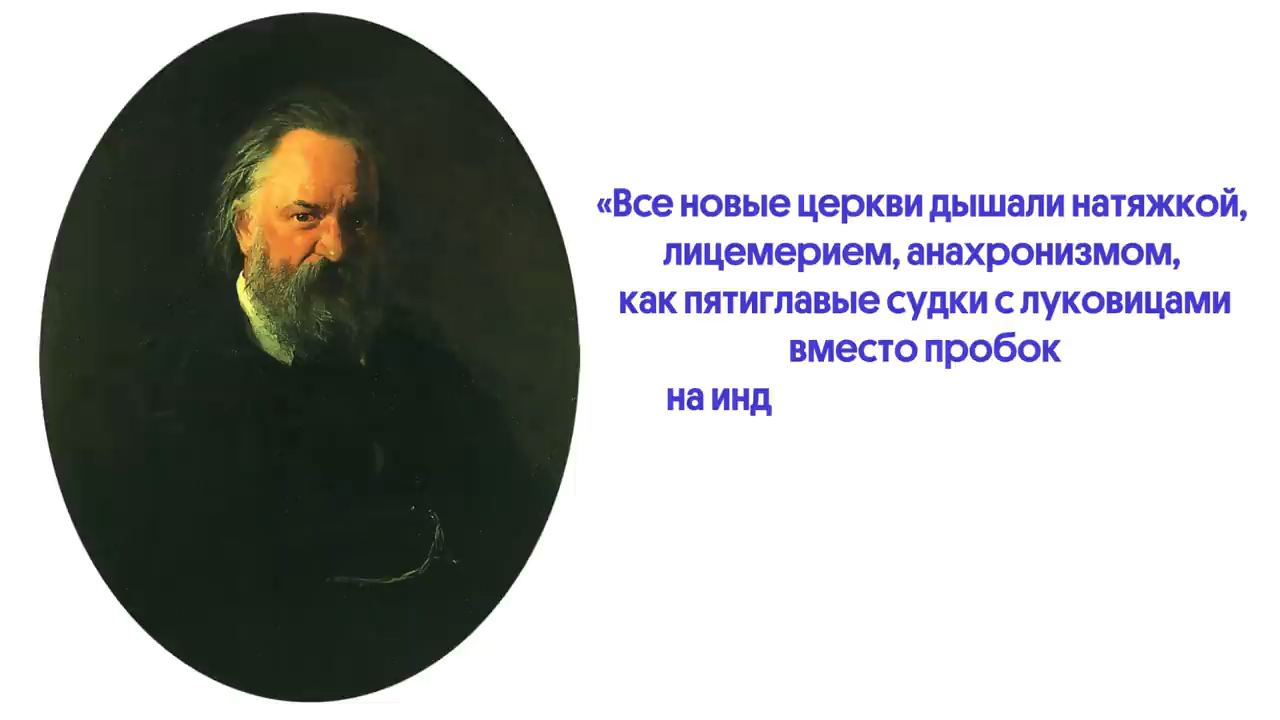 «Все новые церкви дышали натяжкой,
лицемерием, анахронизмом,
как пятиглавые судки с луковицами
вместо пробок
на инд